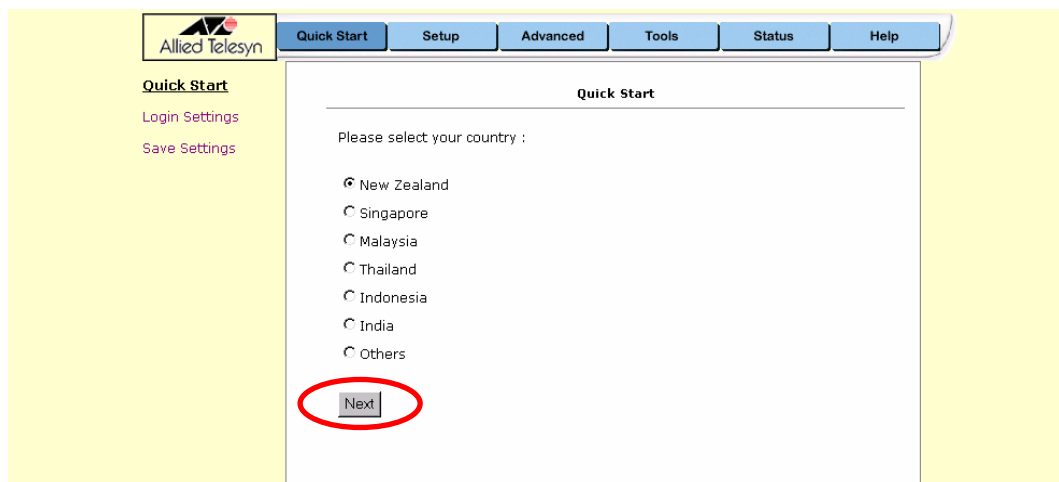 Allied Telesyn
Quick Start Setup Advanced Tools Status Help
Quick Start
Login Settings
Save Settings
Quick Start
Please select your country :
New Zealand
Singapore
Malaysia
Thailand
Indonesia
India
Others
Next